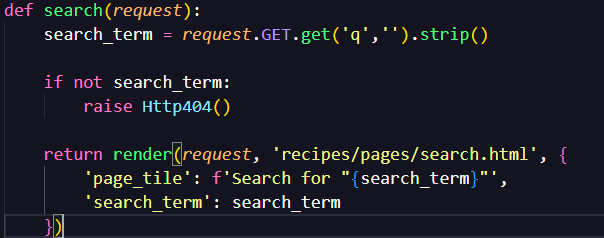 def search(request):
    search_term = request.GET.get('q','').strip()

    if not search_term:
        raise Http404()

    return render(request, 'recipes/pages/search.html', {
        'page_tile': f'Search for "{search_term}"',
        'search_term': search_term
    })